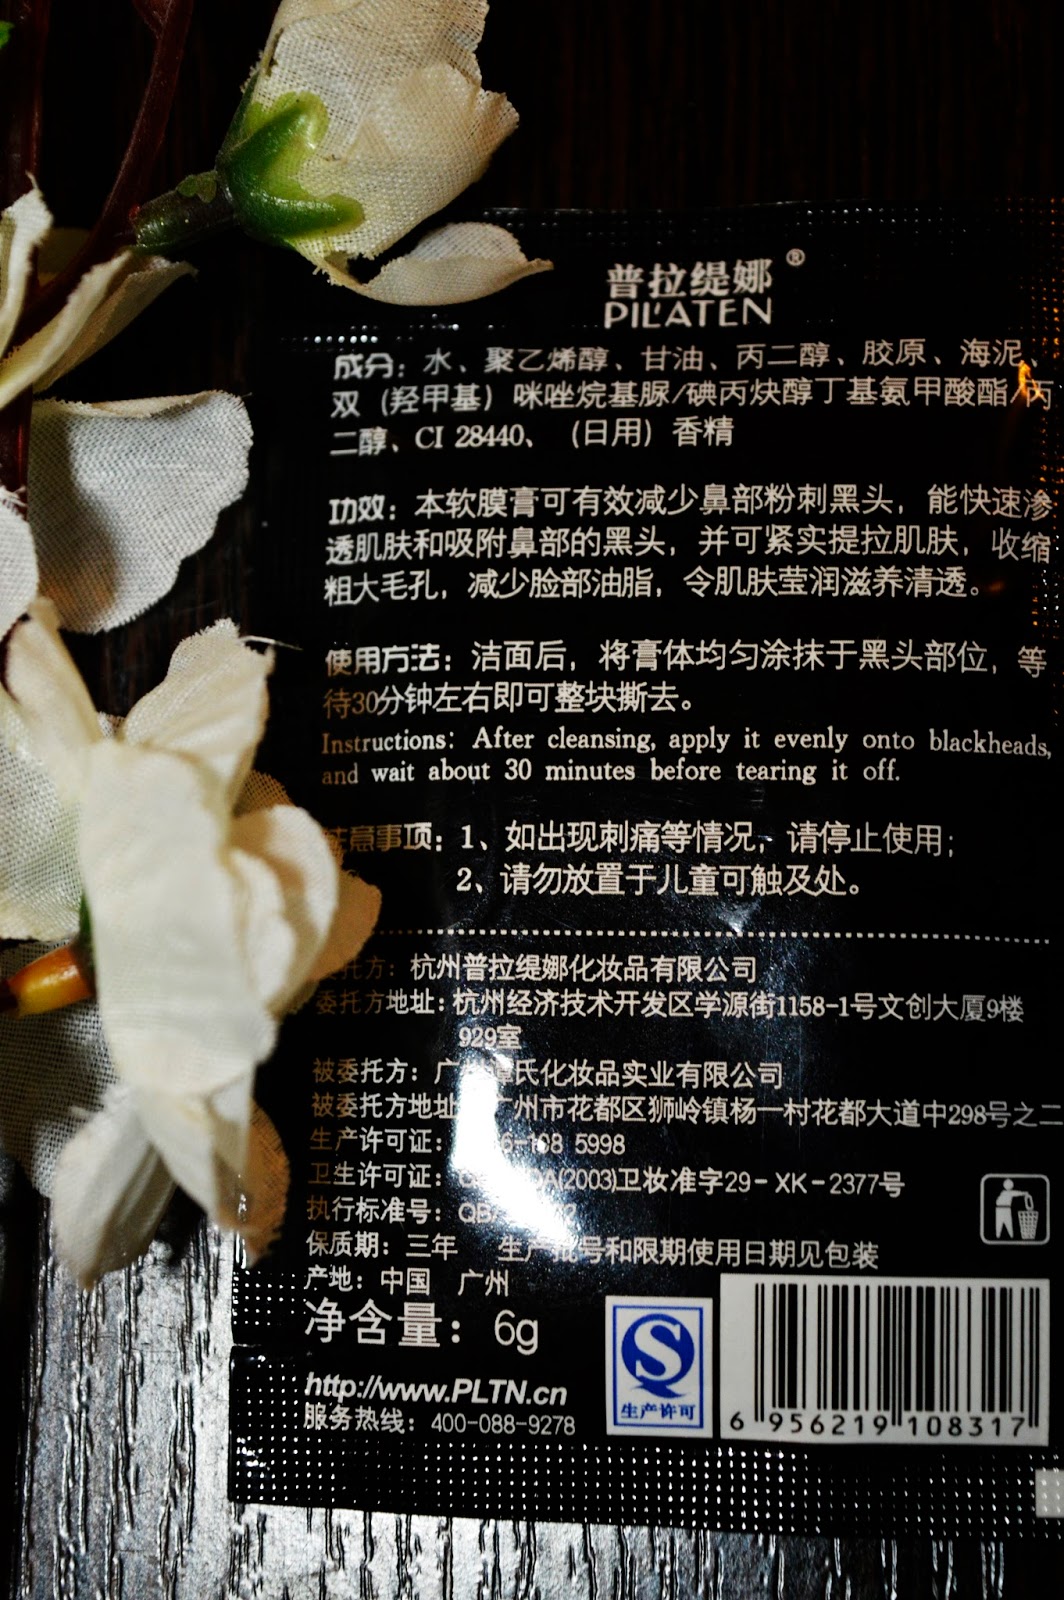 普拉缇娜®
PIL'ATEN
成分：水、聚乙烯醇、甘油、丙二醇、胶原、海泥、
双（羟甲基）咪唑烷基脲/碘丙炔醇丁基氨甲酸酯/丙
二醇、CI 28440、（日用）香精
功效：本软膜膏可有效减少鼻部粉刺黑头，能快速渗
透肌肤和吸附鼻部的黑头，并可紧实提拉肌肤，收缩
粗大毛孔，减少脸部油脂，令肌肤莹润滋养清透。
使用方法：洁面后，将膏体均匀涂抹于黑头部位，等
待30分钟左右即可整块撕去。
Instructions: After cleansing, apply it evenly onto blackheads,
and wait about 30 minutes before tearing it off.
注意事项：1、如出现刺痛等情况，请停止使用；
2、请勿放置于儿童可触及处。
委托方：杭州普拉缇娜化妆品有限公司
委托方地址：杭州经济技术开发区学源街1158-1号文创大厦9楼
929室
被委托方：广 氏化妆品实业有限公司
被委托方地址 广州市花都区狮岭镇杨一村花都大道中298号之二
生产许可证： 5998
卫生许可证： (2003)卫妆准字29-XK-2377号
执行标准号：
保质期：三年 生产批号和限期使用日期见包装
产地：中国 广州
净含量：6g
http://www.PLTN.cn
服务热线：400-088-9278
生产许可
6 956219 108317